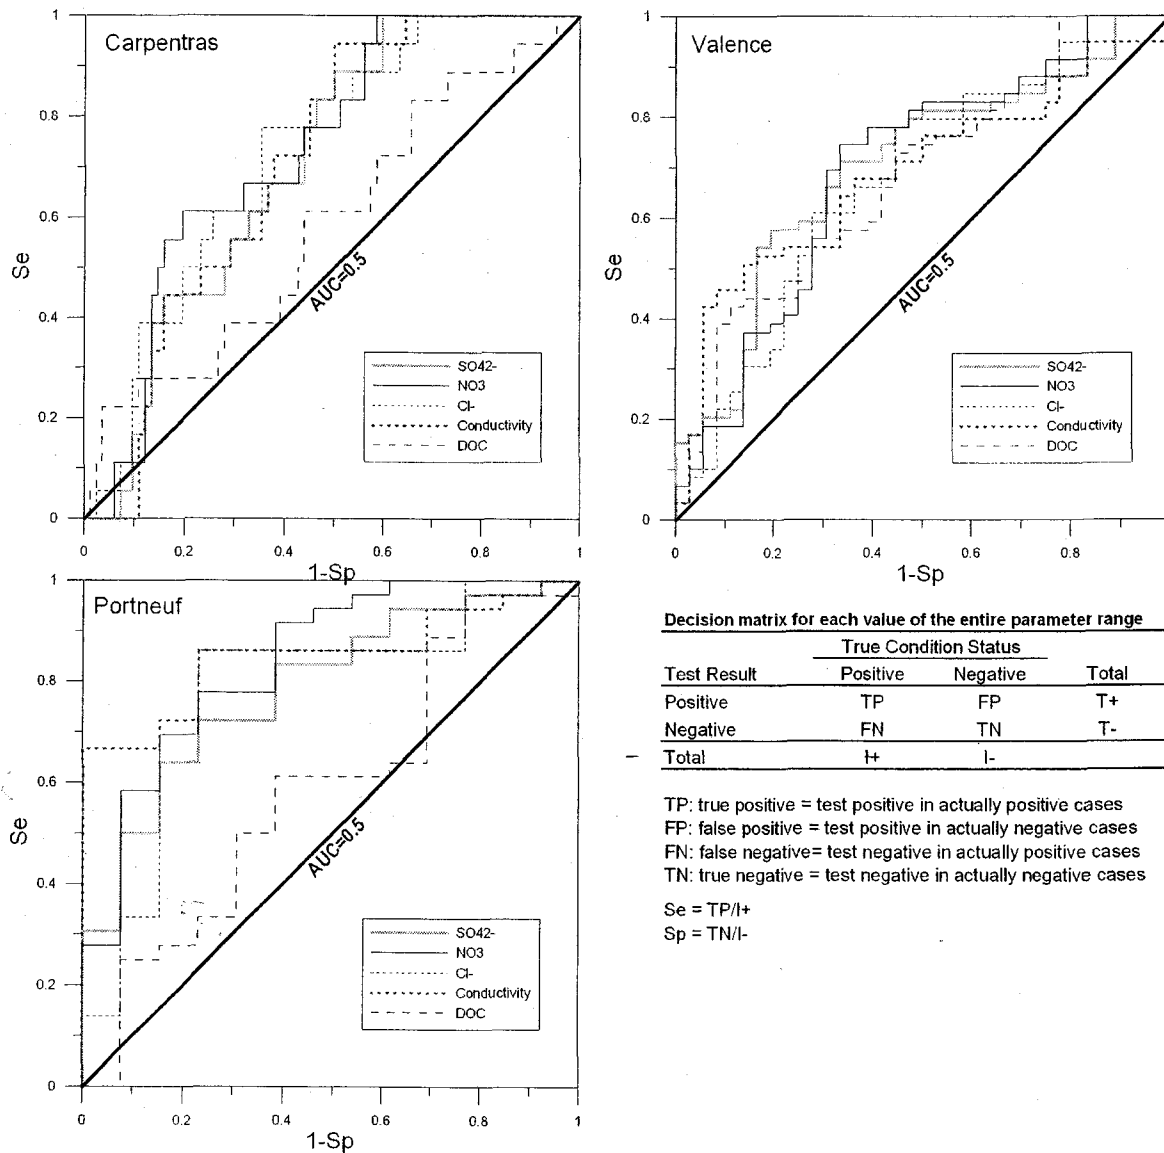 Carpentras
Se
1
0.8
0.6
0.4
0.2
0
0
0.2
0.4
0.6
0.8
1
1-Sp
AUC=0.5
SO42-
NO3
Cl-
Conductivity
DOC
Valence
Se
1
0.8
0.6
0.4
0.2
0
0
0.2
0.4
0.6
0.8
1-Sp
AUC=0.5
SO42-
NO3
Cl-
Conductivity
DOC
Portneuf
Se
1
0.8
0.6
0.4
0.2
0
0
0.2
0.4
0.6
0.8
1
1-Sp
AUC=0.5
SO42-
NO3
Cl-
Conductivity
DOC
Decision matrix for each value of the entire parameter range
True Condition Status
Test Result Positive Negative Total
Positive TP FP T+
Negative FN TN T-
Total I+ I-
TP: true positive = test positive in actually positive cases
FP: false positive = test positive in actually negative cases
FN: false negative= test negative in actually positive cases
TN: true negative = test negative in actually negative cases
Se = TP/I+
Sp = TN/I-